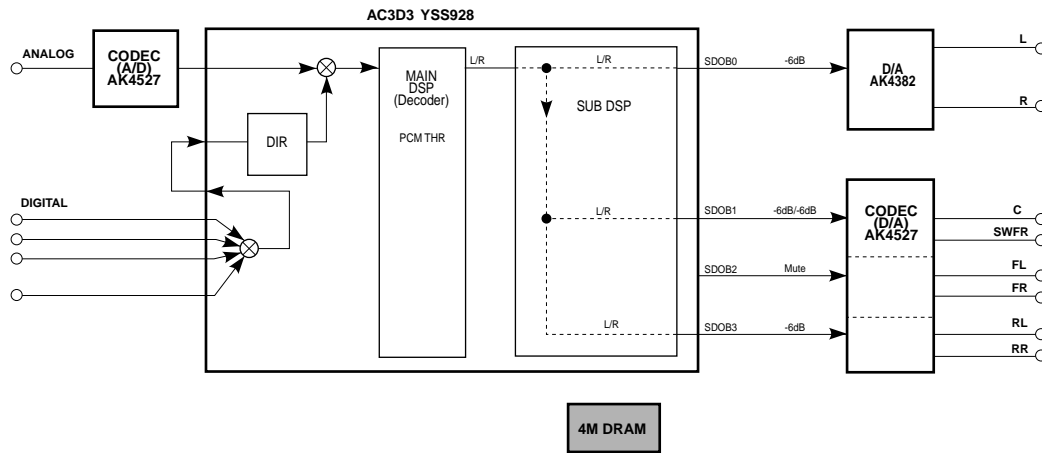 AC3D3 YSS928
ANALOG
CODEC
(A/D)
AK4527
MAIN
DSP
(Decoder)
PCM THR
DIR
L/R
L/R
SUB DSP
SDOB0
-6dB
D/A
AK4382
L
R
DIGITAL
L/R
SDOB1
-6dB/-6dB
CODEC
(D/A)
AK4527
C
SWFR
SDOB2
Mute
FL
FR
L/R
SDOB3
-6dB
RL
RR
4M DRAM